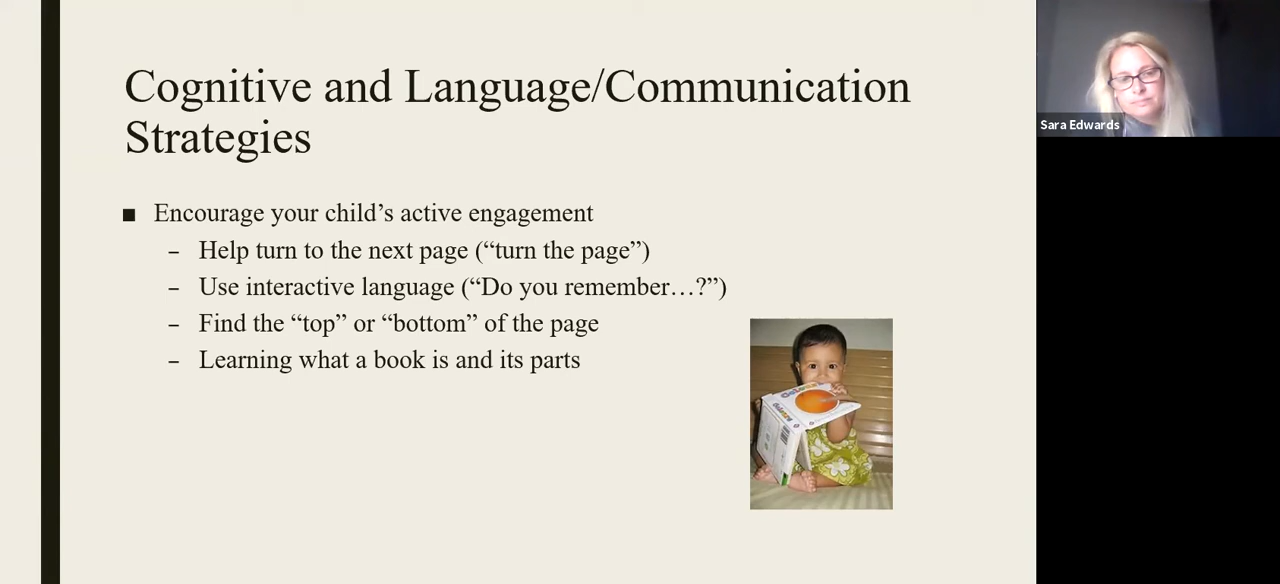 Cognitive and Language/Communication
Strategies
■ Encourage your child’s active engagement
– Help turn to the next page (“turn the page”)
– Use interactive language (“Do you remember…?”)
– Find the “top” or “bottom” of the page
– Learning what a book is and its parts
Sara Edwards